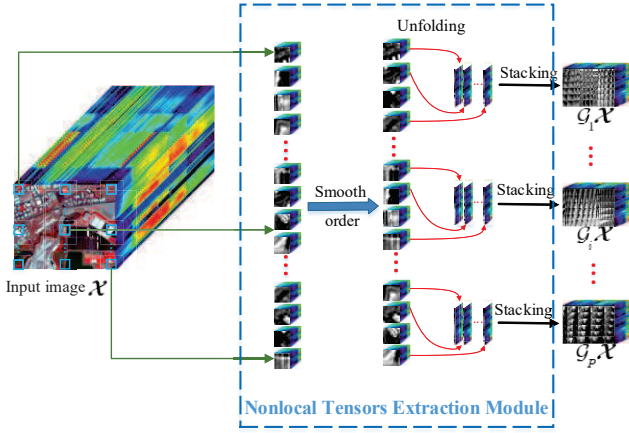 Unfolding
Stacking
𝒢₁𝒳
Smooth
order
Stacking
𝒢ᵢ𝒳
Input image 𝒳
Stacking
𝒢ₚ𝒳
Nonlocal Tensors Extraction Module